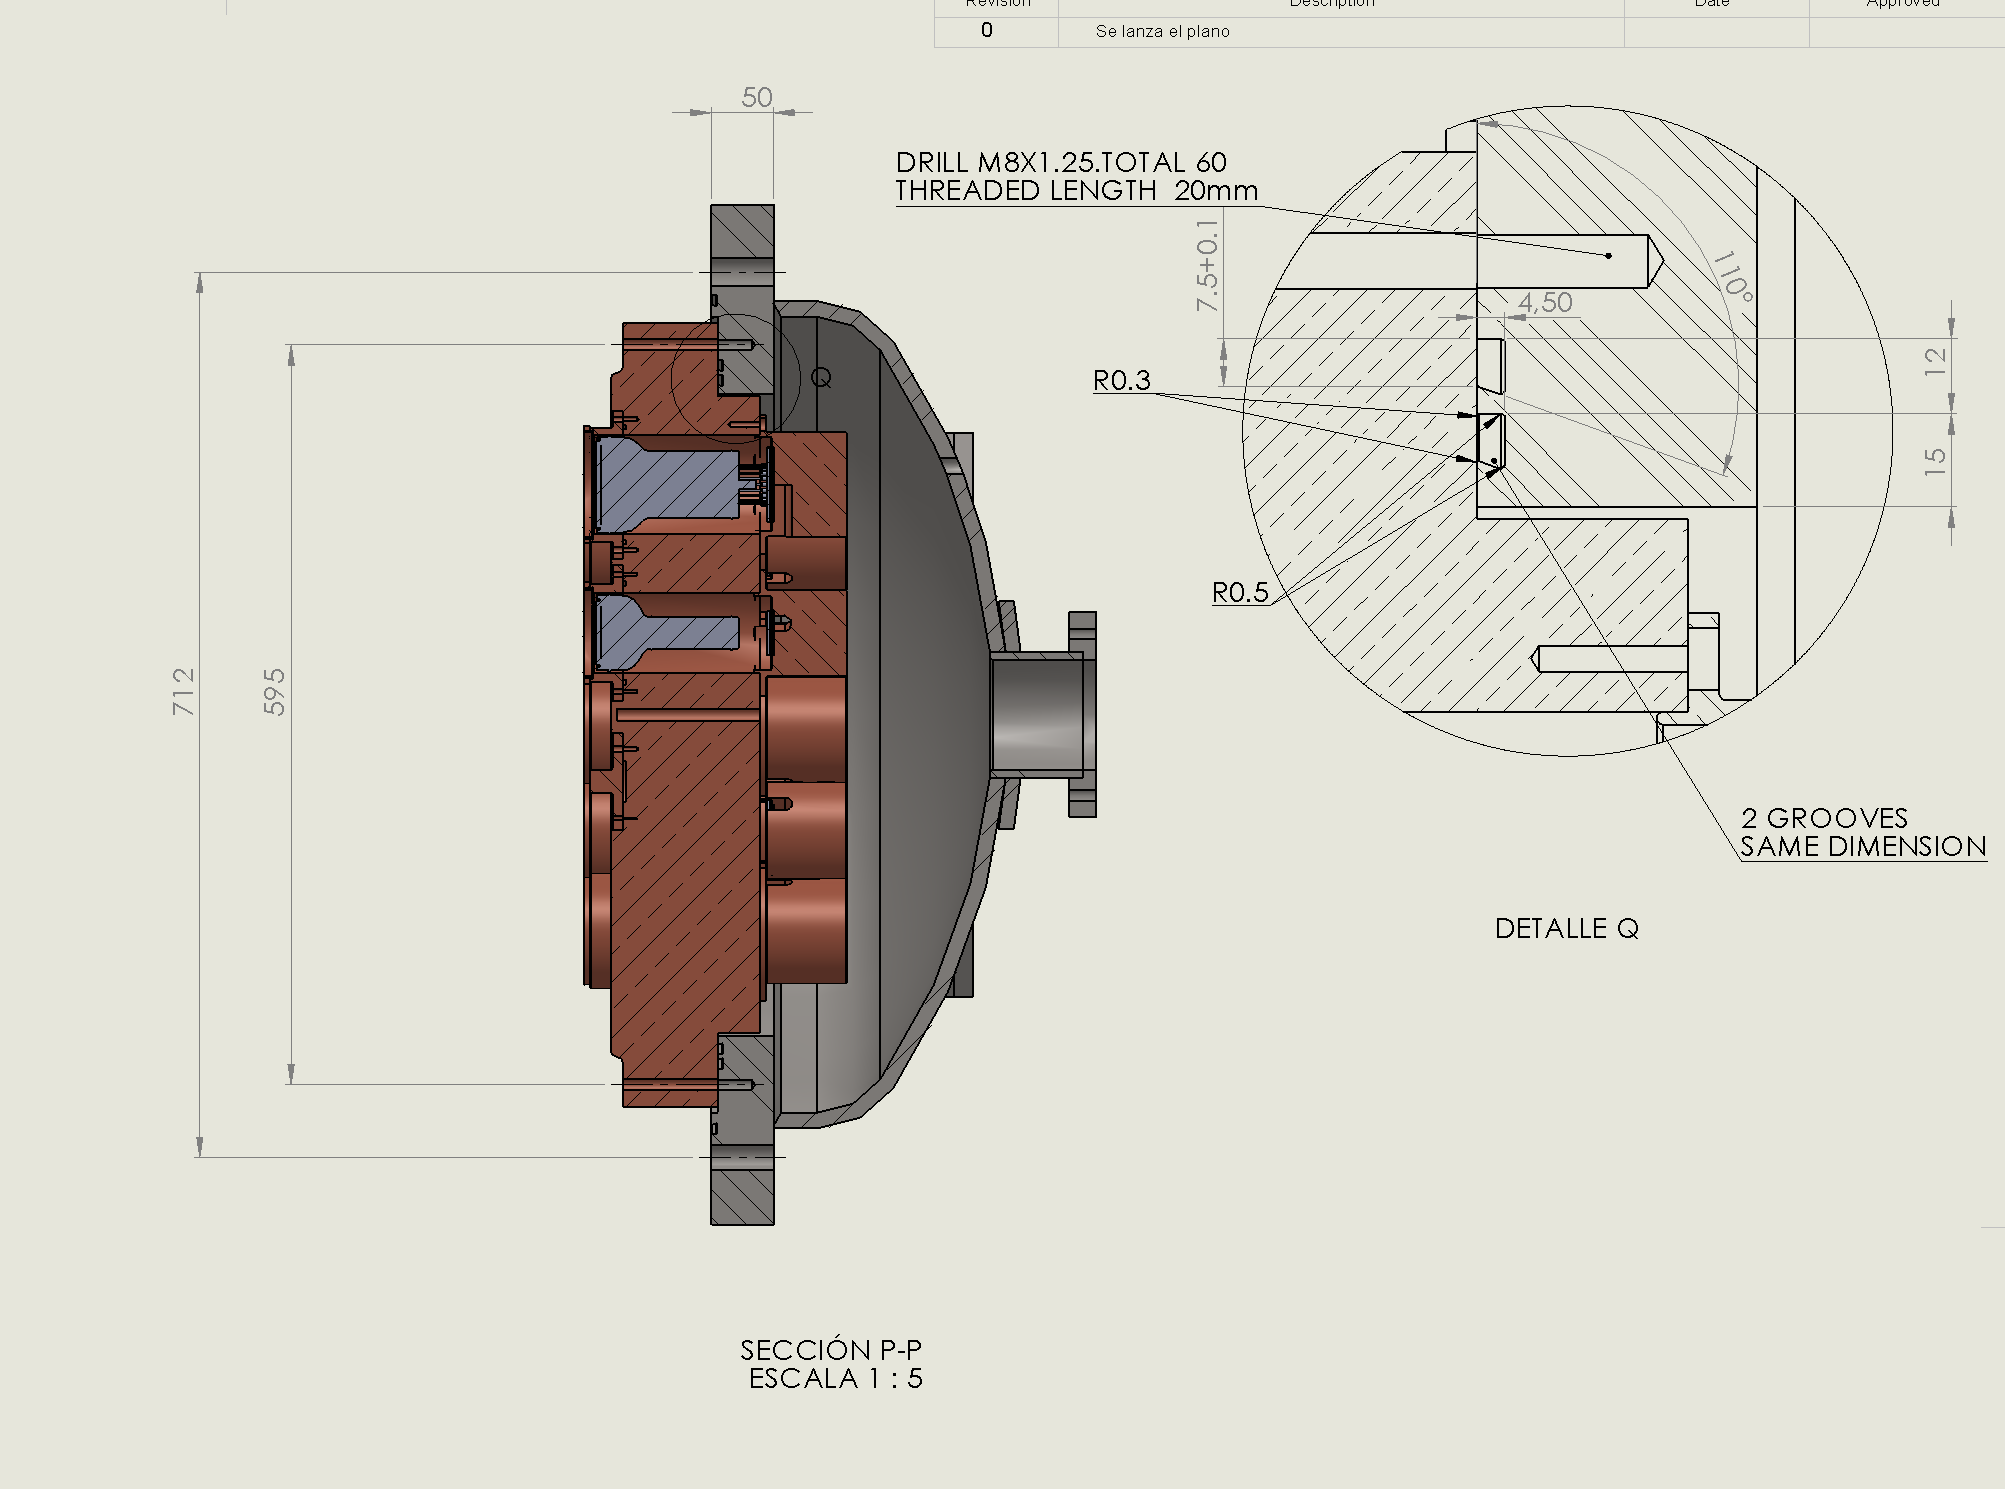 Revision Description Date Approved
0 Se lanza el plano
50
DRILL M8X1.25.TOTAL 60
THREADED LENGTH 20mm
7.5+0.1
110°
4,50
12
R0.3
Q
15
R0.5
712
595
2 GROOVES
SAME DIMENSION
DETALLE Q
SECCIÓN P-P
ESCALA 1 : 5